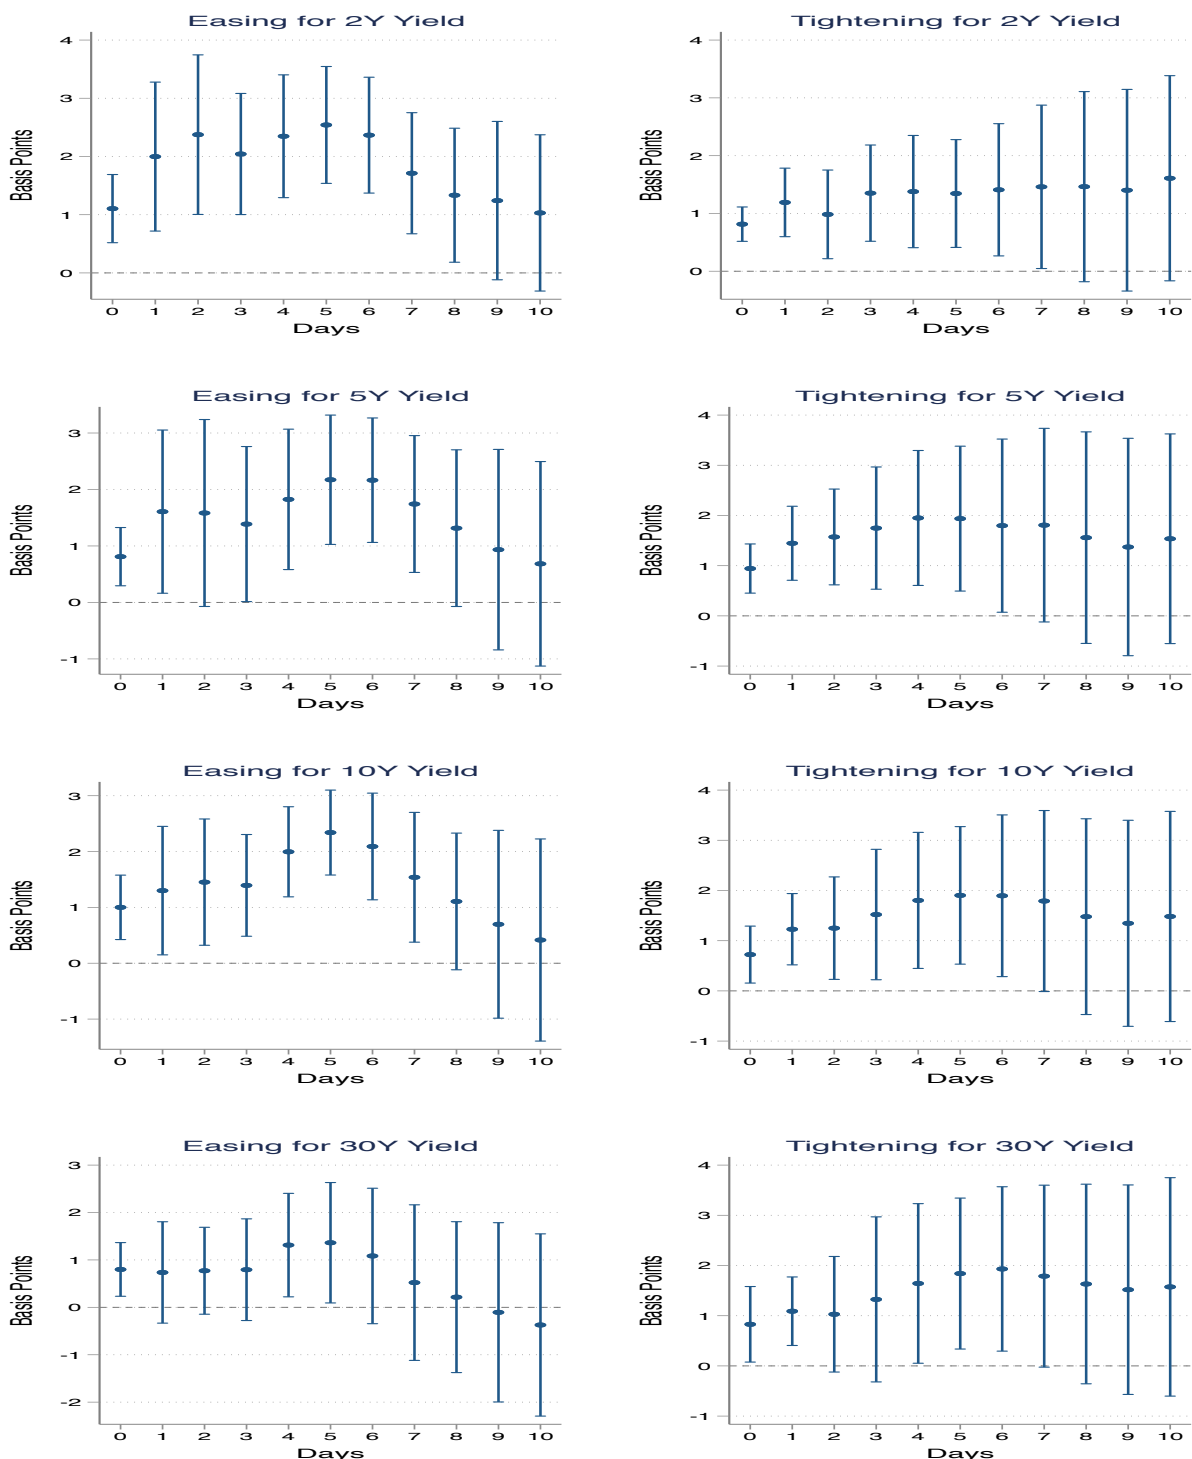 Easing for 2Y Yield
Basis Points
4
3
2
1
0
0 1 2 3 4 5 6 7 8 9 10
Days
Tightening for 2Y Yield
Basis Points
4
3
2
1
0
0 1 2 3 4 5 6 7 8 9 10
Days
Easing for 5Y Yield
Basis Points
3
2
1
0
-1
0 1 2 3 4 5 6 7 8 9 10
Days
Tightening for 5Y Yield
Basis Points
4
3
2
1
0
-1
0 1 2 3 4 5 6 7 8 9 10
Days
Easing for 10Y Yield
Basis Points
3
2
1
0
-1
0 1 2 3 4 5 6 7 8 9 10
Days
Tightening for 10Y Yield
Basis Points
4
3
2
1
0
-1
0 1 2 3 4 5 6 7 8 9 10
Days
Easing for 30Y Yield
Basis Points
3
2
1
0
-1
-2
0 1 2 3 4 5 6 7 8 9 10
Days
Tightening for 30Y Yield
Basis Points
4
3
2
1
0
-1
0 1 2 3 4 5 6 7 8 9 10
Days